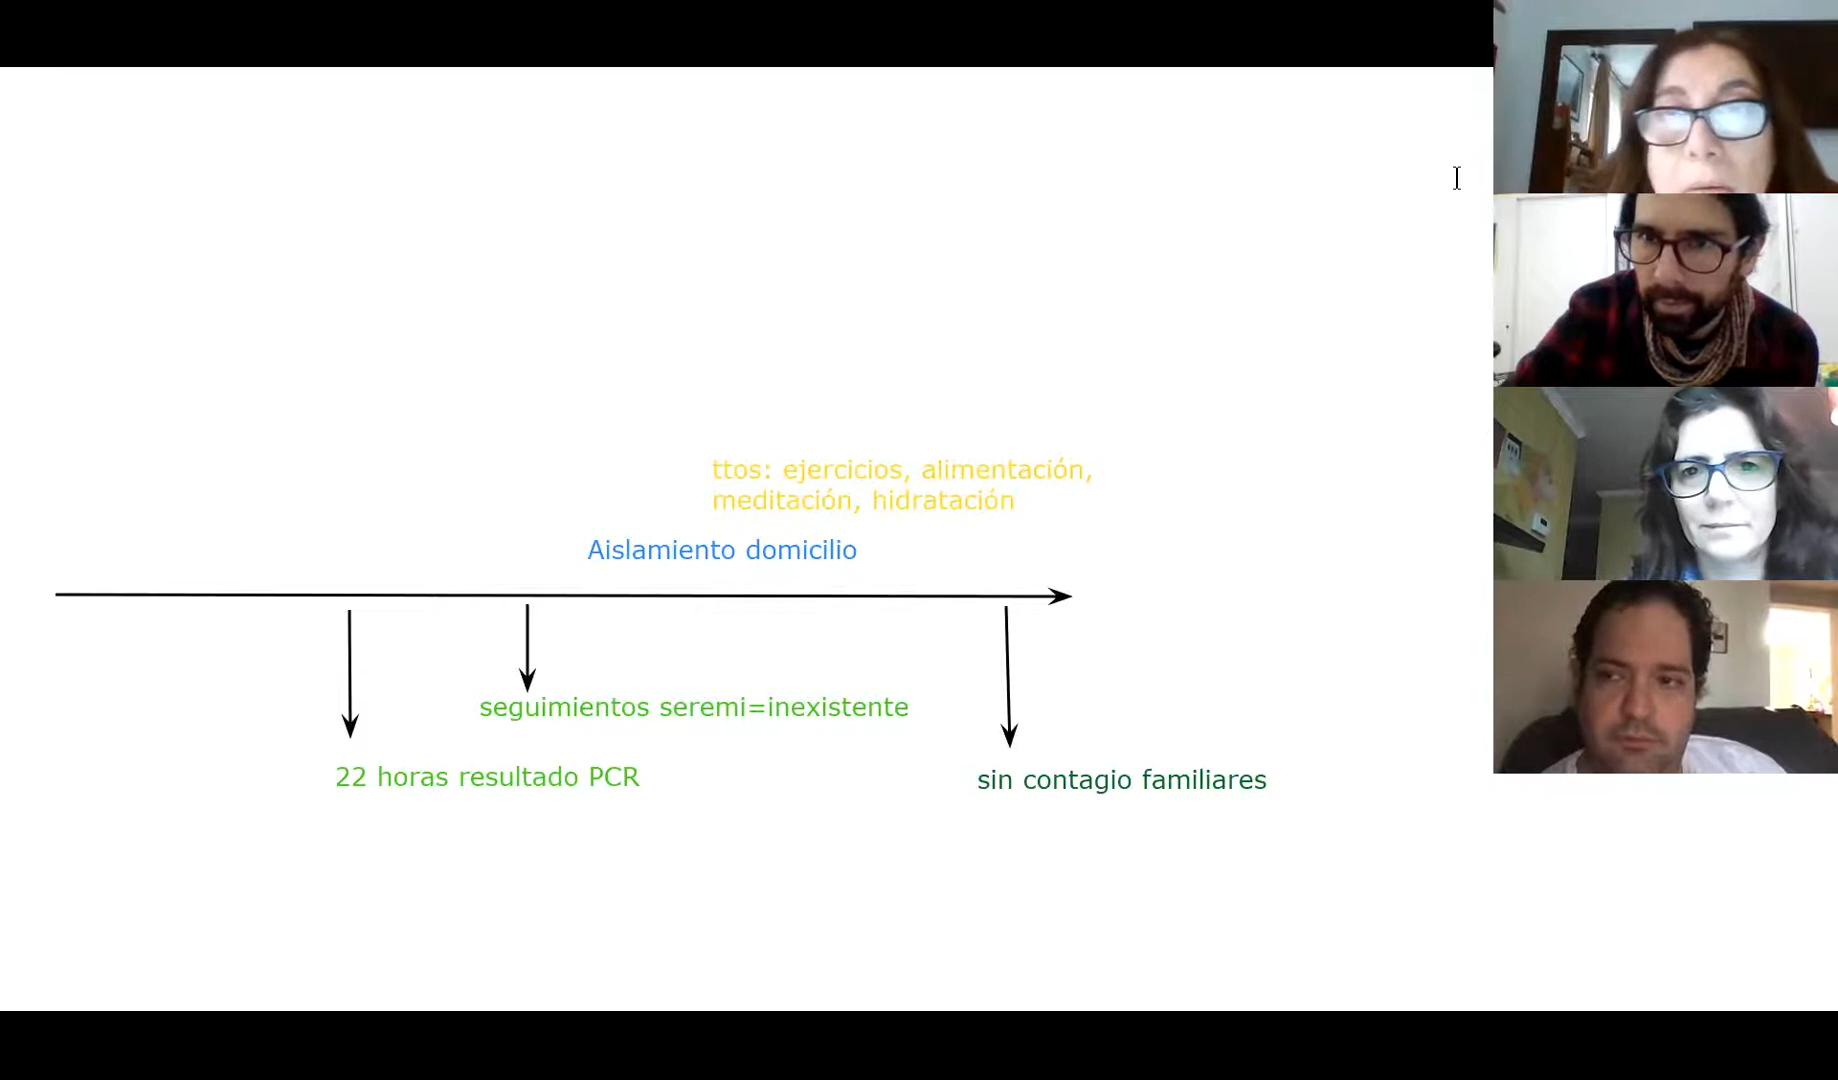 ttos: ejercicios, alimentación,
meditación, hidratación
Aislamiento domicilio
seguimientos seremi=inexistente
22 horas resultado PCR
sin contagio familiares